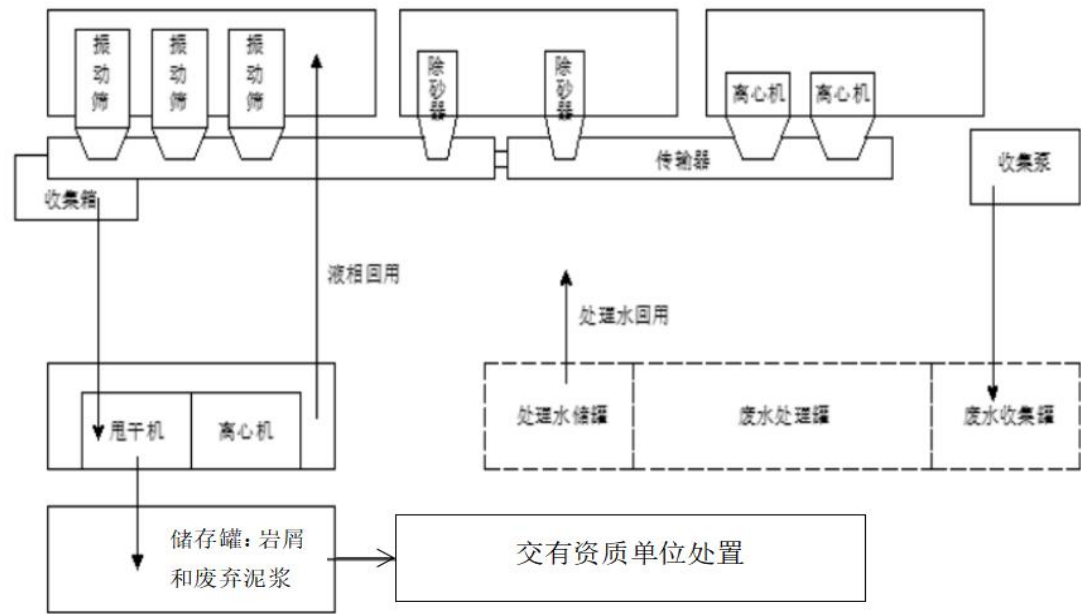 振动筛
振动筛
振动筛
除砂器
除砂器
离心机
离心机
传输器
收集泵
收集箱
液相回用
处理水回用
甩干机
离心机
处理水储罐
废水处理罐
废水收集罐
储存罐：岩屑
和废弃泥浆
交有资质单位处置